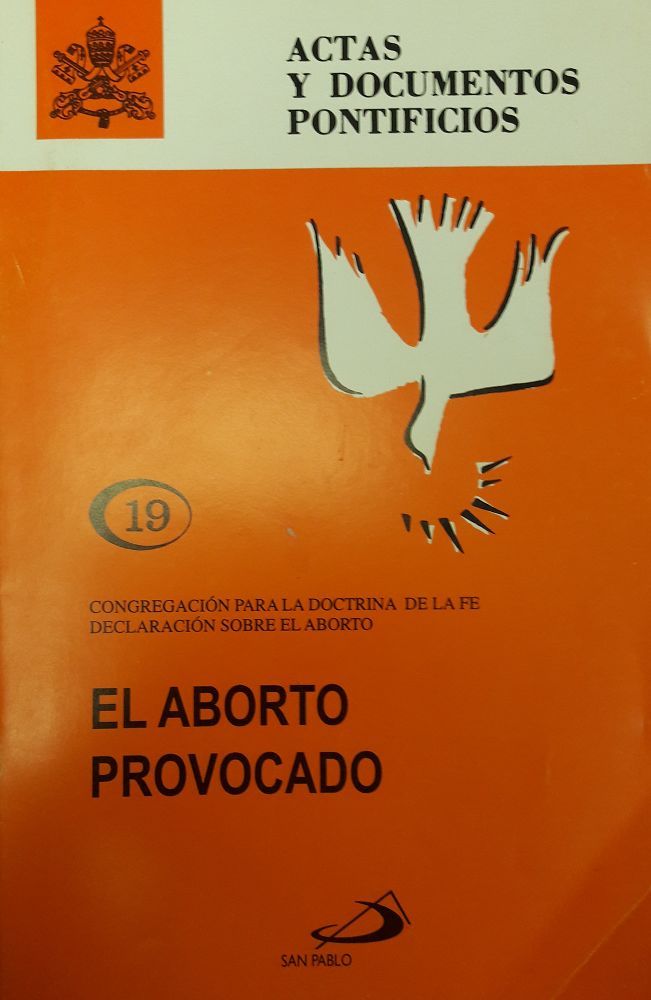 ACTAS
Y DOCUMENTOS
PONTIFICIOS
19
CONGREGACIÓN PARA LA DOCTRINA DE LA FE
DECLARACIÓN SOBRE EL ABORTO
EL ABORTO
PROVOCADO
SAN PABLO